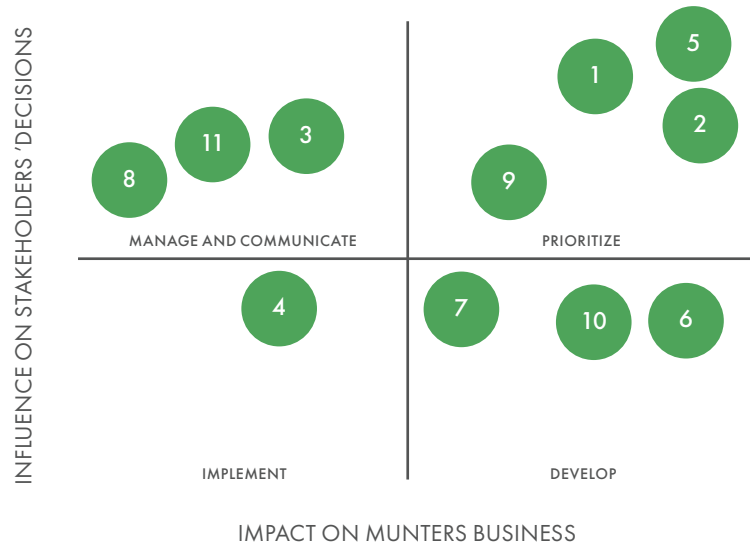 INFLUENCE ON STAKEHOLDERS 'DECISIONS
5
1
2
3
11
8
9
MANAGE AND COMMUNICATE
PRIORITIZE
4
7
10
6
IMPLEMENT
DEVELOP
IMPACT ON MUNTERS BUSINESS